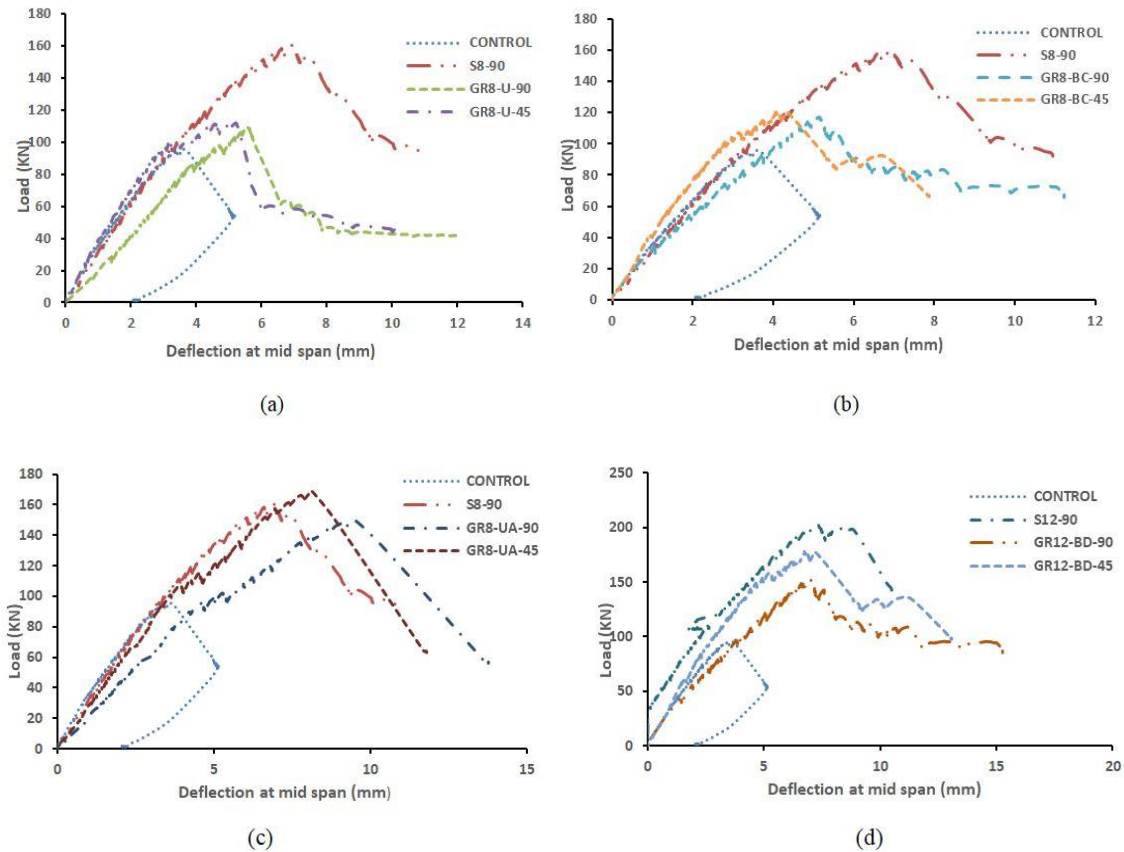 180
160
140
120
100
80
60
40
20
0
Load (KN)
0 2 4 6 8 10 12 14
Deflection at mid span (mm)
CONTROL
S8-90
GR8-U-90
GR8-U-45
(a)
180
160
140
120
100
80
60
40
20
0
Load (KN)
0 2 4 6 8 10 12
Deflection at mid span (mm)
CONTROL
S8-90
GR8-BC-90
GR8-BC-45
(b)
180
160
140
120
100
80
60
40
20
0
Load (KN)
0 5 10 15
Deflection at mid span (mm)
CONTROL
S8-90
GR8-UA-90
GR8-UA-45
(c)
250
200
150
100
50
0
Load (KN)
0 5 10 15 20
Deflection at mid span (mm)
CONTROL
S12-90
GR12-BD-90
GR12-BD-45
(d)